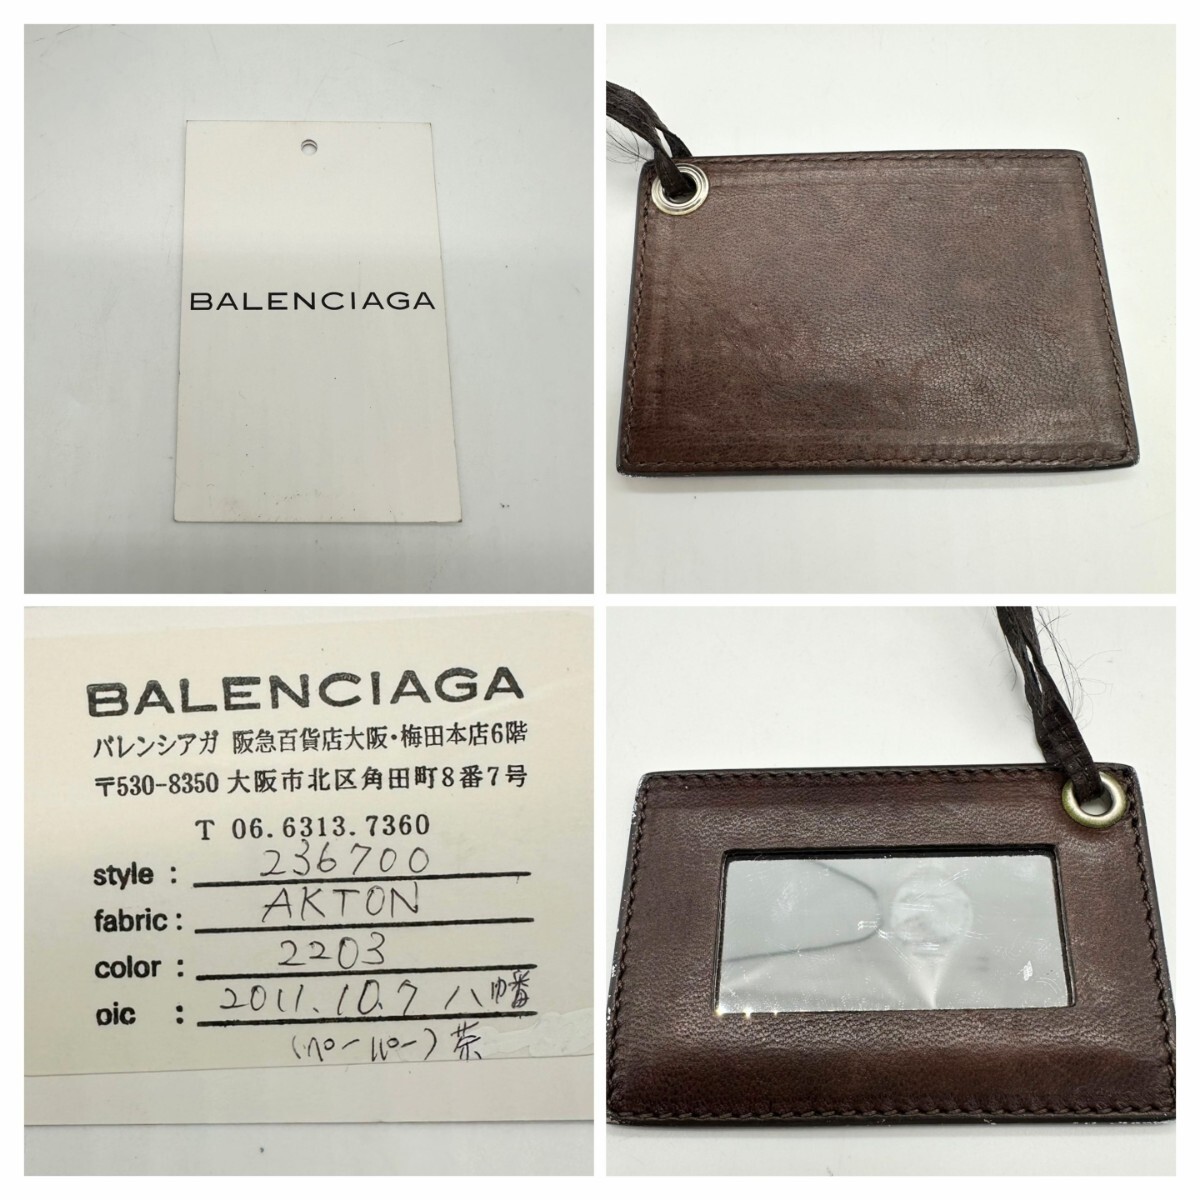 BALENCIAGA
BALENCIAGA
バレンシアガ 阪急百貨店大阪・梅田本店6階
〒530-8350 大阪市北区角田町8番7号
T 06.6313.7360
style : 236700
fabric : AKTON
color : 2203
oic : 2011.10.7 八幡
(ペーパー)茶